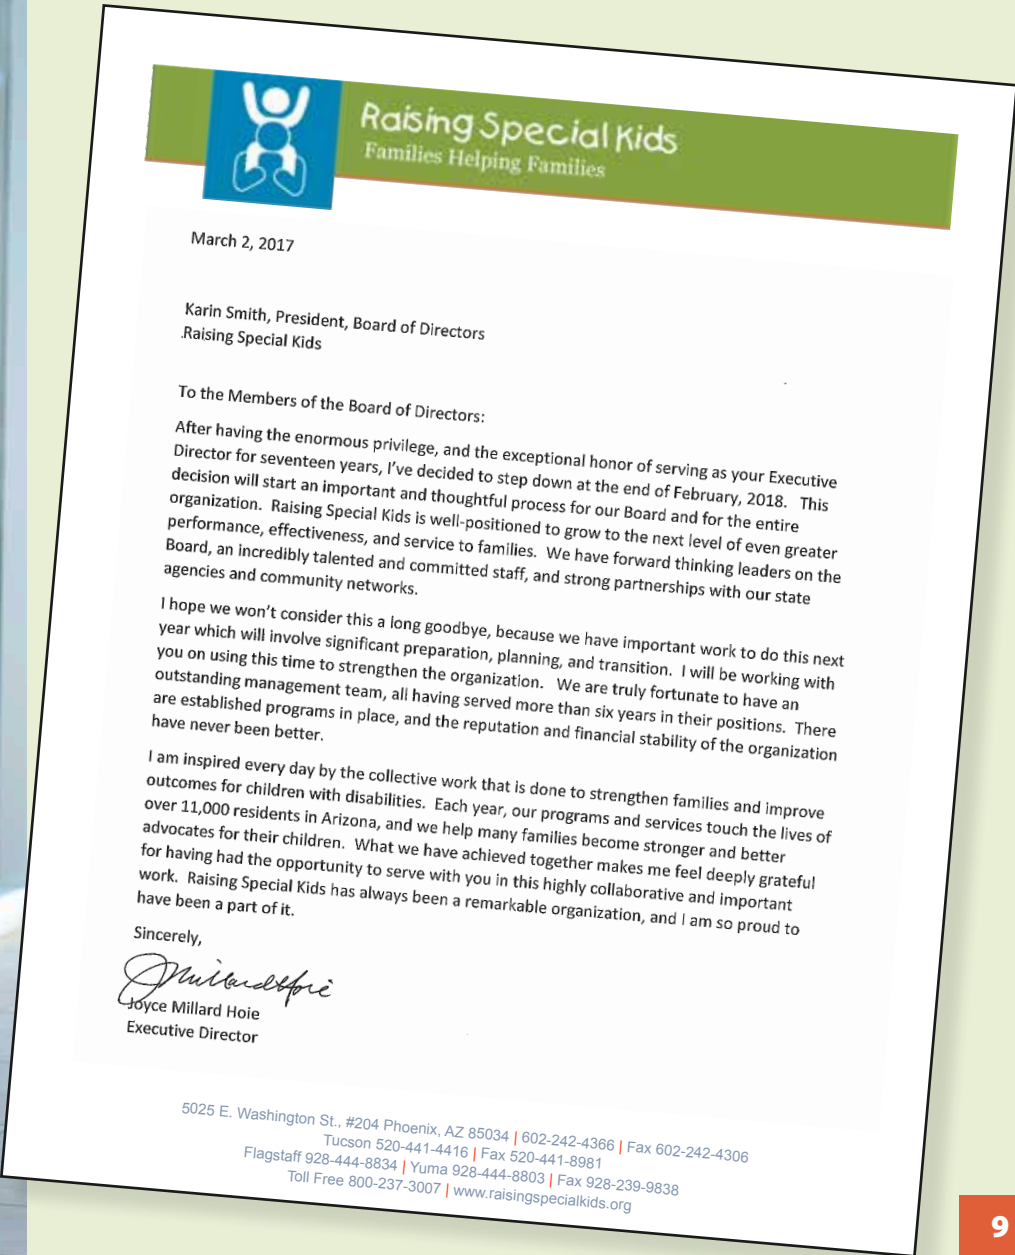 Raising Special Kids
Families Helping Families
March 2, 2017
Karin Smith, President, Board of Directors
.Raising Special Kids
To the Members of the Board of Directors:
After having the enormous privilege, and the exceptional honor of serving as your Executive
Director for seventeen years, I've decided to step down at the end of February, 2018. This
decision will start an important and thoughtful process for our Board and for the entire
organization. Raising Special Kids is well-positioned to grow to the next level of even greater
performance, effectiveness, and service to families. We have forward thinking leaders on the
Board, an incredibly talented and committed staff, and strong partnerships with our state
agencies and community networks.
I hope we won't consider this a long goodbye, because we have important work to do this next
year which will involve significant preparation, planning, and transition. I will be working with
you on using this time to strengthen the organization. We are truly fortunate to have an
outstanding management team, all having served more than six years in their positions. There
are established programs in place, and the reputation and financial stability of the organization
have never been better.
I am inspired every day by the collective work that is done to strengthen families and improve
outcomes for children with disabilities. Each year, our programs and services touch the lives of
over 11,000 residents in Arizona, and we help many families become stronger and better
advocates for their children. What we have achieved together makes me feel deeply grateful
for having had the opportunity to serve with you in this highly collaborative and important
work. Raising Special Kids has always been a remarkable organization, and I am so proud to
have been a part of it.
Sincerely,
JMillardHoie
Joyce Millard Hoie
Executive Director
5025 E. Washington St., #204 Phoenix, AZ 85034 | 602-242-4366 | Fax 602-242-4306
Tucson 520-441-4416 | Fax 520-441-8981
Flagstaff 928-444-8834 | Yuma 928-444-8803 | Fax 928-239-9838
Toll Free 800-237-3007 | www.raisingspecialkids.org
9